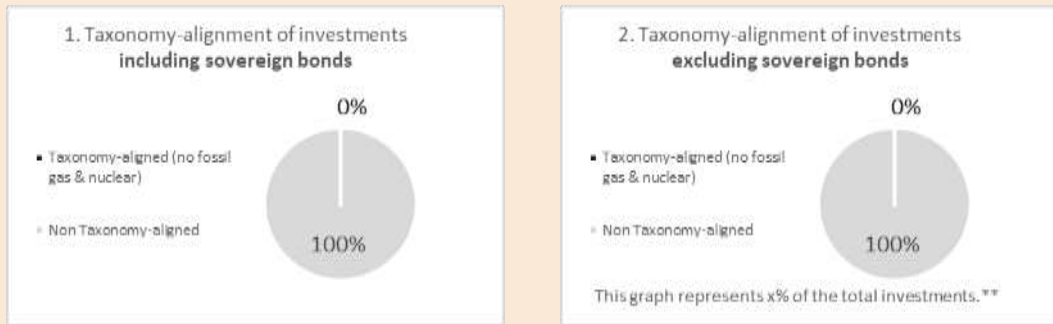 1. Taxonomy-alignment of investments
including sovereign bonds
0%
Taxonomy-aligned (no fossil
gas & nuclear)
Non Taxonomy-aligned
100%
2. Taxonomy-alignment of investments
excluding sovereign bonds
0%
Taxonomy-aligned (no fossil
gas & nuclear)
Non Taxonomy-aligned
100%
This graph represents x% of the total investments.**